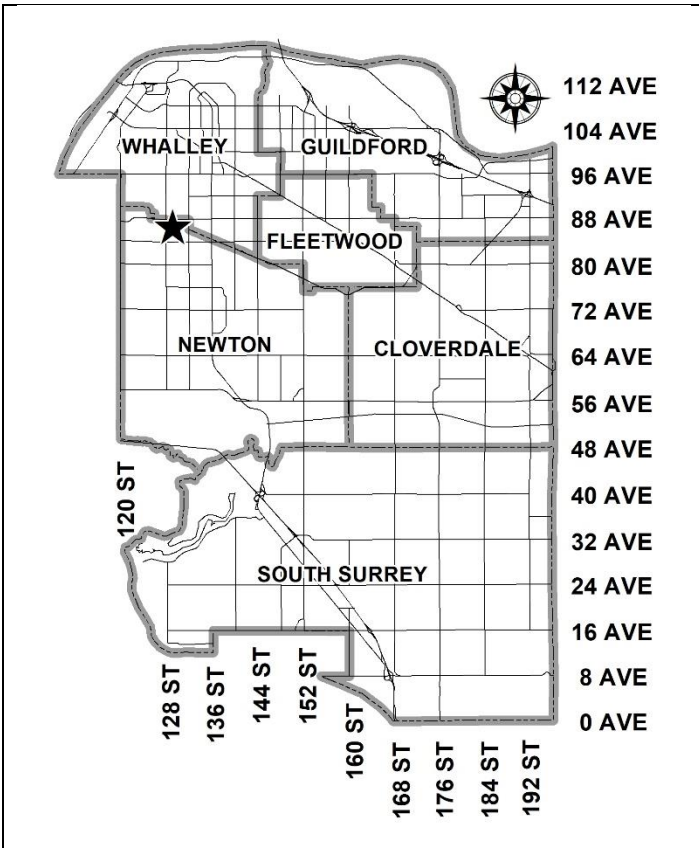 112 AVE
104 AVE
WHALLEY
GUILDFORD
96 AVE
88 AVE
FLEETWOOD
80 AVE
72 AVE
NEWTON
CLOVERDALE
64 AVE
56 AVE
48 AVE
120 ST
40 AVE
32 AVE
SOUTH SURREY
24 AVE
16 AVE
128 ST
136 ST
144 ST
152 ST
160 ST
8 AVE
0 AVE
168 ST
176 ST
184 ST
192 ST